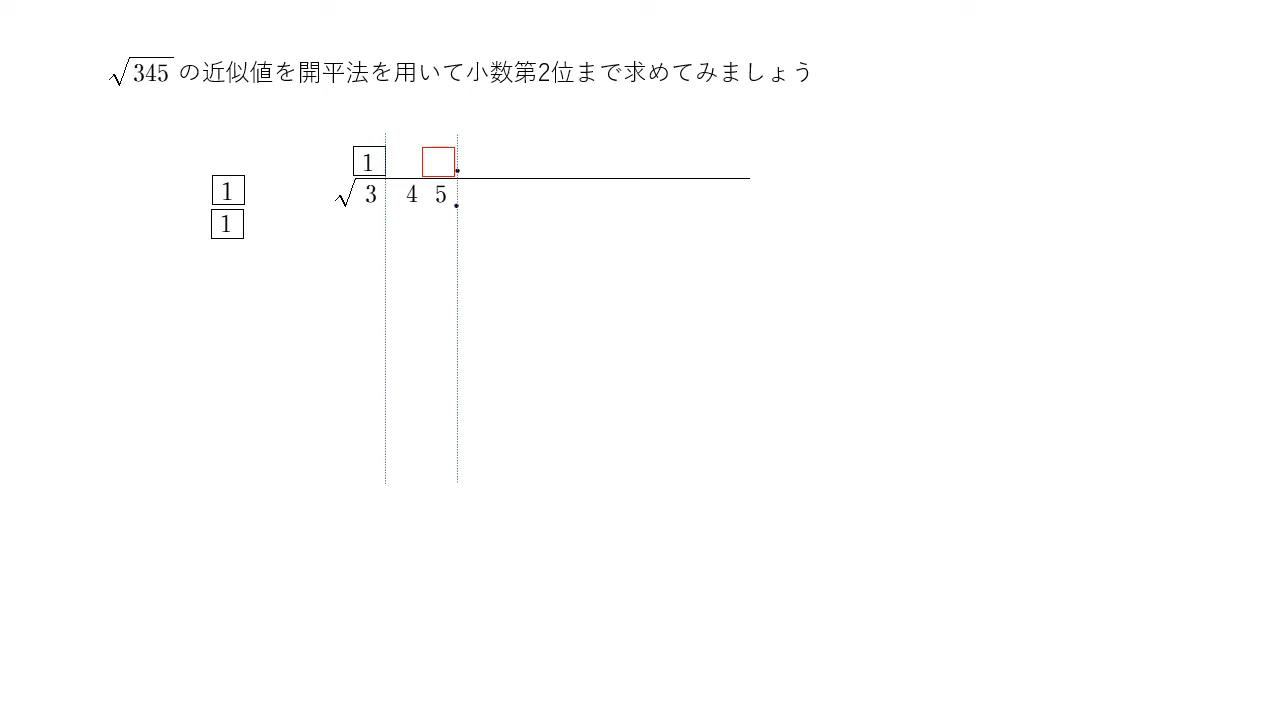 √345 の近似値を開平法を用いて小数第2位まで求めてみましょう
1 .
1 √3 4 5 .
1